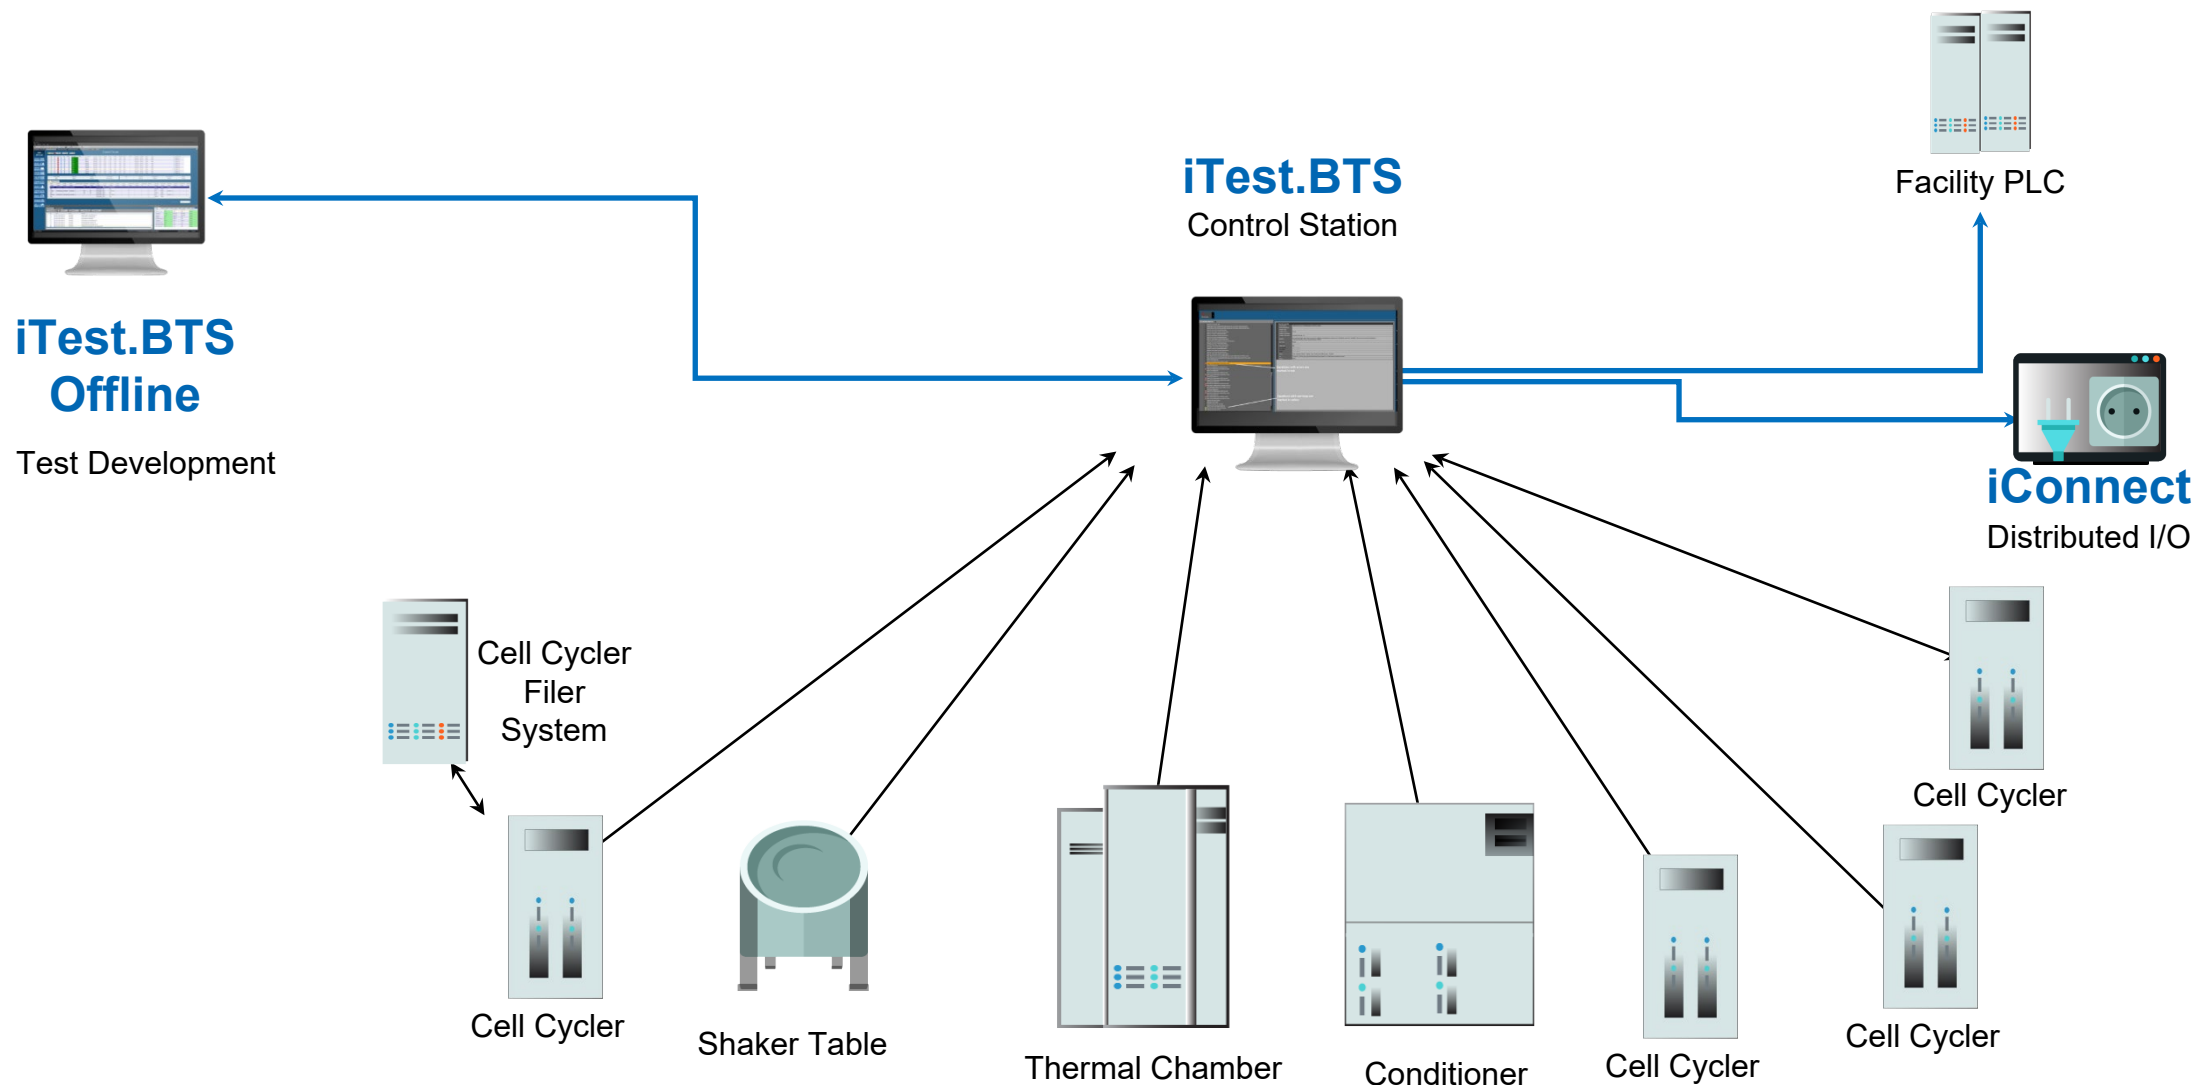 iTest.BTS
Offline
Test Development
iTest.BTS
Control Station
Facility PLC
iConnect
Distributed I/O
Cell Cycler
Filer
System
Cell Cycler
Shaker Table
Thermal Chamber
Conditioner
Cell Cycler
Cell Cycler
Cell Cycler